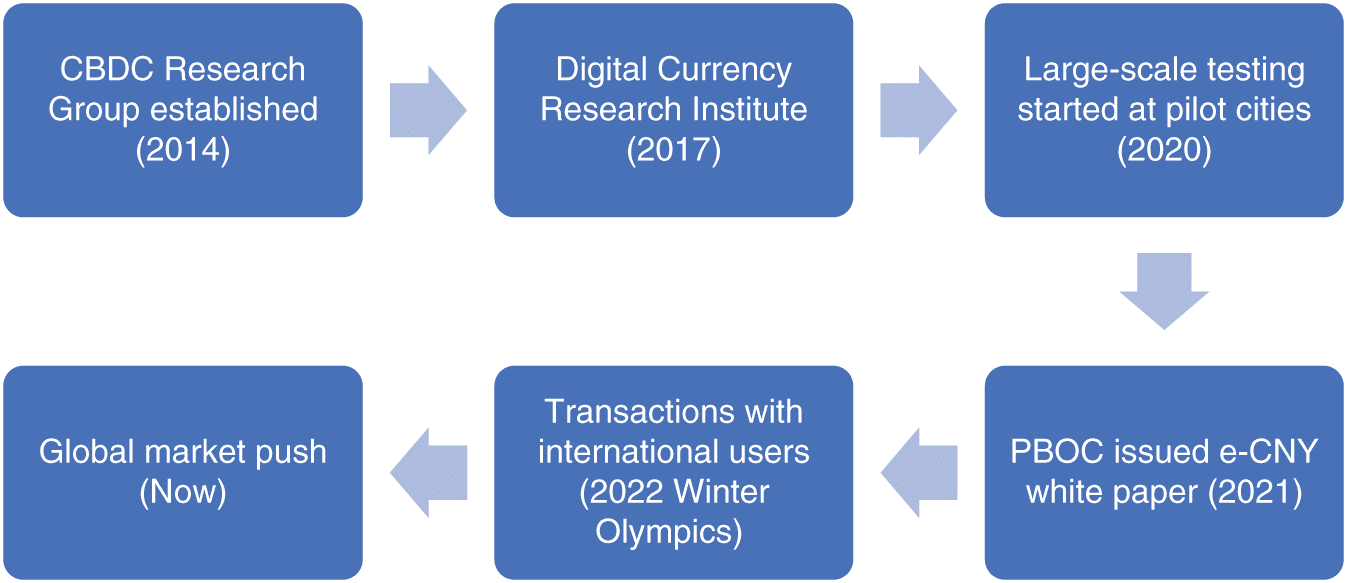 CBDC Research
Group established
(2014)
Digital Currency
Research Institute
(2017)
Large-scale testing
started at pilot cities
(2020)
PBOC issued e-CNY
white paper (2021)
Transactions with
international users
(2022 Winter
Olympics)
Global market push
(Now)